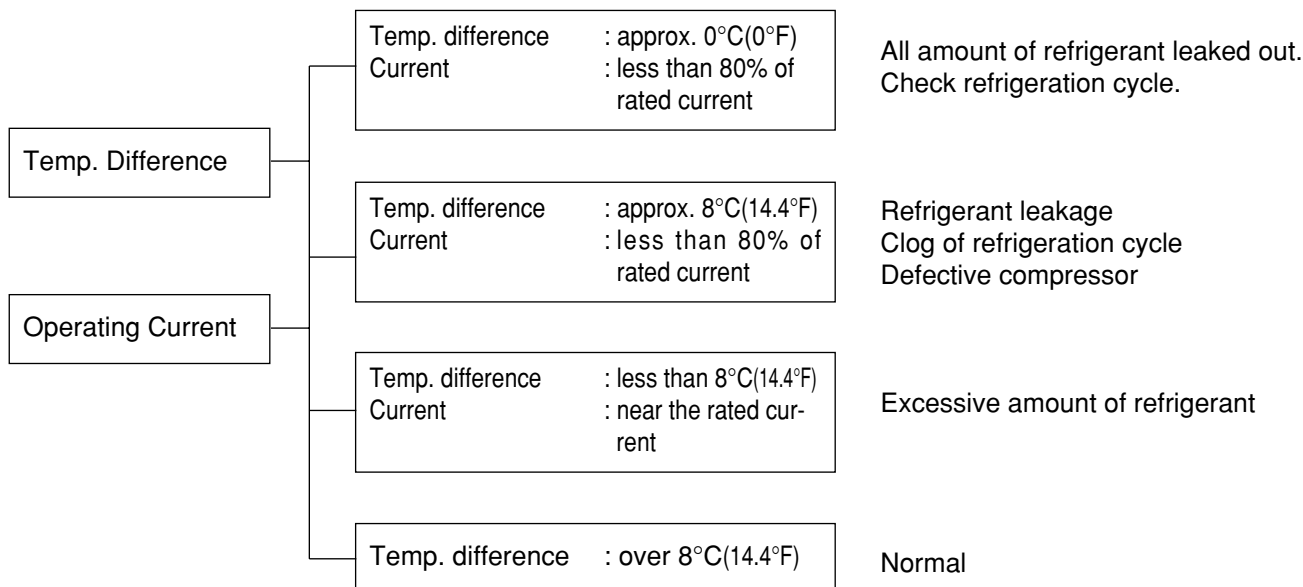 Temp. Difference
Operating Current
Temp. difference : approx. 0°C(0°F)
Current : less than 80% of
rated current
All amount of refrigerant leaked out.
Check refrigeration cycle.
Temp. difference : approx. 8°C(14.4°F)
Current : less than 80% of
rated current
Refrigerant leakage
Clog of refrigeration cycle
Defective compressor
Temp. difference : less than 8°C(14.4°F)
Current : near the rated cur-
rent
Excessive amount of refrigerant
Temp. difference : over 8°C(14.4°F)
Normal